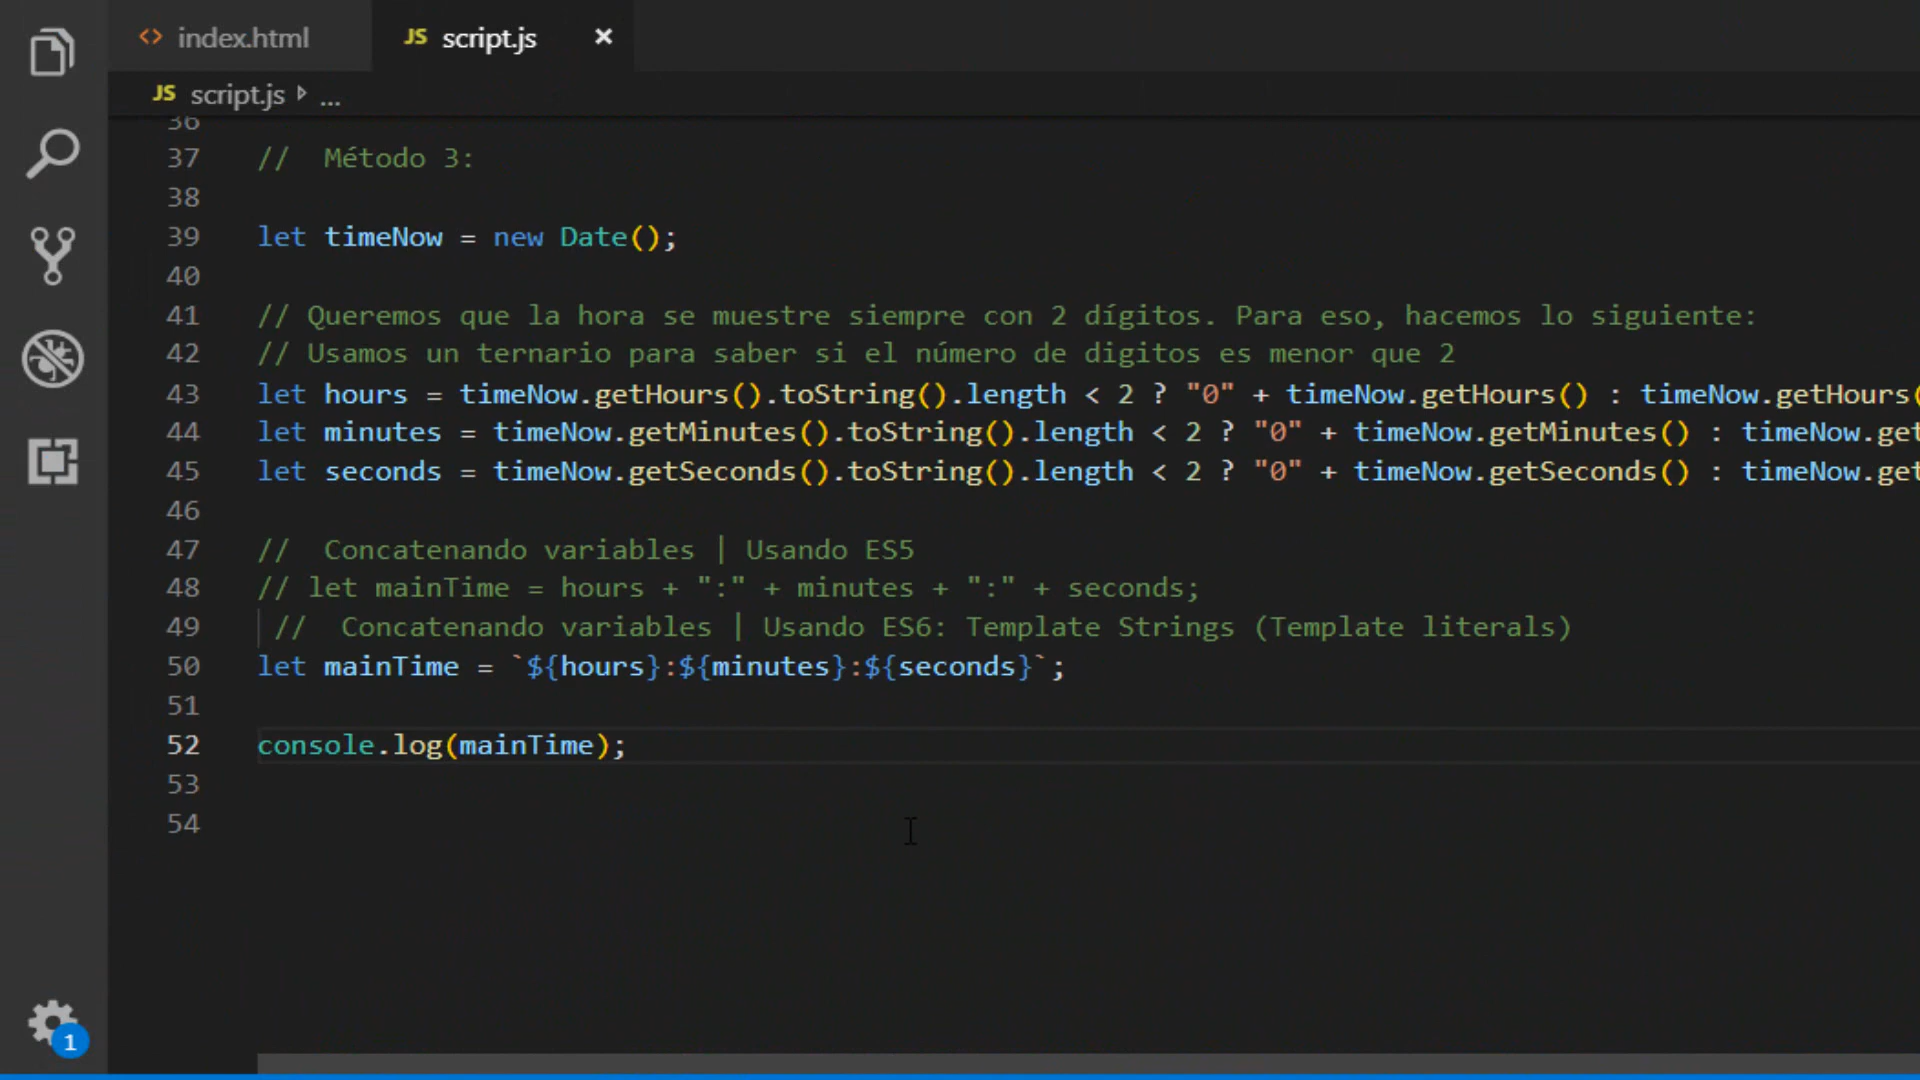 index.html
JS script.js ×
JS script.js ...
36
37 // Método 3:
38
39 let timeNow = new Date();
40
41 // Queremos que la hora se muestre siempre con 2 dígitos. Para eso, hacemos lo siguiente:
42 // Usamos un ternario para saber si el número de digitos es menor que 2
43 let hours = timeNow.getHours().toString().length < 2 ? "0" + timeNow.getHours() : timeNow.getHours(
44 let minutes = timeNow.getMinutes().toString().length < 2 ? "0" + timeNow.getMinutes() : timeNow.get
45 let seconds = timeNow.getSeconds().toString().length < 2 ? "0" + timeNow.getSeconds() : timeNow.get
46
47 // Concatenando variables | Usando ES5
48 // let mainTime = hours + ":" + minutes + ":" + seconds;
49 // Concatenando variables | Usando ES6: Template Strings (Template literals)
50 let mainTime = `${hours}:${minutes}:${seconds}`;
51
52 console.log(mainTime);
53
54
1